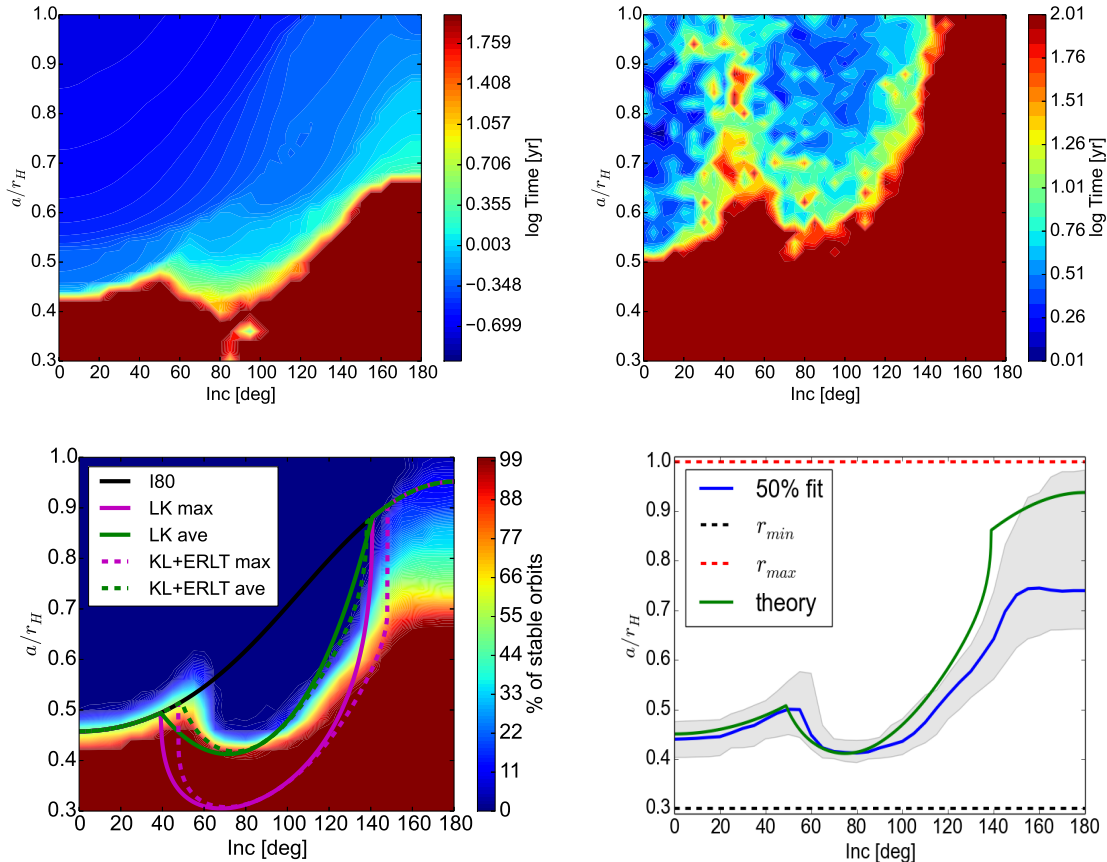 1.0
0.9
0.8
0.7
0.6
0.5
0.4
0.3
a/r_H
0 20 40 60 80 100 120 140 160 180
Inc [deg]
1.759
1.408
1.057
0.706
0.355
0.003
−0.348
−0.699
log Time [yr]
1.0
0.9
0.8
0.7
0.6
0.5
0.4
0.3
a/r_H
0 20 40 60 80 100 120 140 160 180
Inc [deg]
2.01
1.76
1.51
1.26
1.01
0.76
0.51
0.26
0.01
log Time [yr]
1.0
0.9
0.8
0.7
0.6
0.5
0.4
0.3
a/r_H
I80
LK max
LK ave
KL+ERLT max
KL+ERLT ave
0 20 40 60 80 100 120 140 160 180
Inc [deg]
99
88
77
66
55
44
33
22
11
0
% of stable orbits
1.0
0.9
0.8
0.7
0.6
0.5
0.4
0.3
a/r_H
50% fit
r_min
r_max
theory
0 20 40 60 80 100 120 140 160 180
Inc [deg]